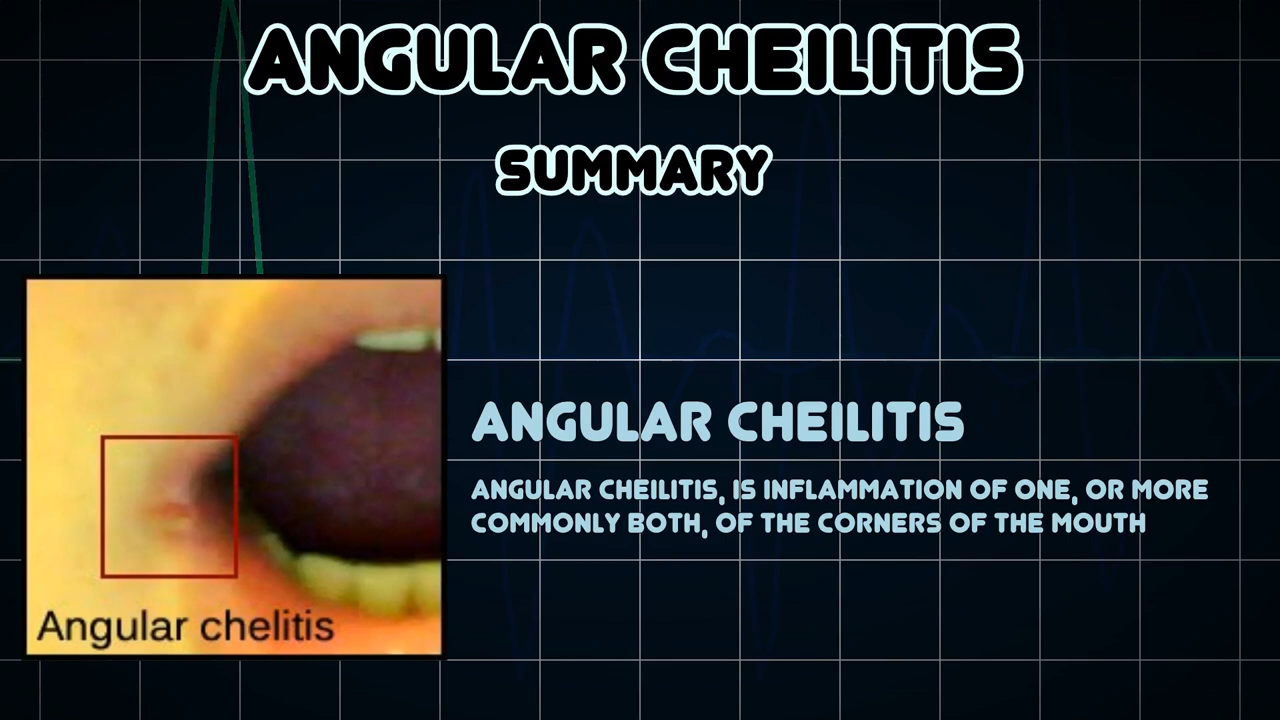 ANGULAR CHEILITIS
SUMMARY
ANGULAR CHEILITIS
ANGULAR CHEILITIS, IS INFLAMMATION OF ONE, OR MORE
COMMONLY BOTH, OF THE CORNERS OF THE MOUTH
Angular chelitis